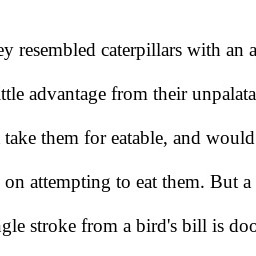 ey resembled caterpillars with an a
ttle advantage from their unpalata
take them for eatable, and would
on attempting to eat them. But a
gle stroke from a bird's bill is doo